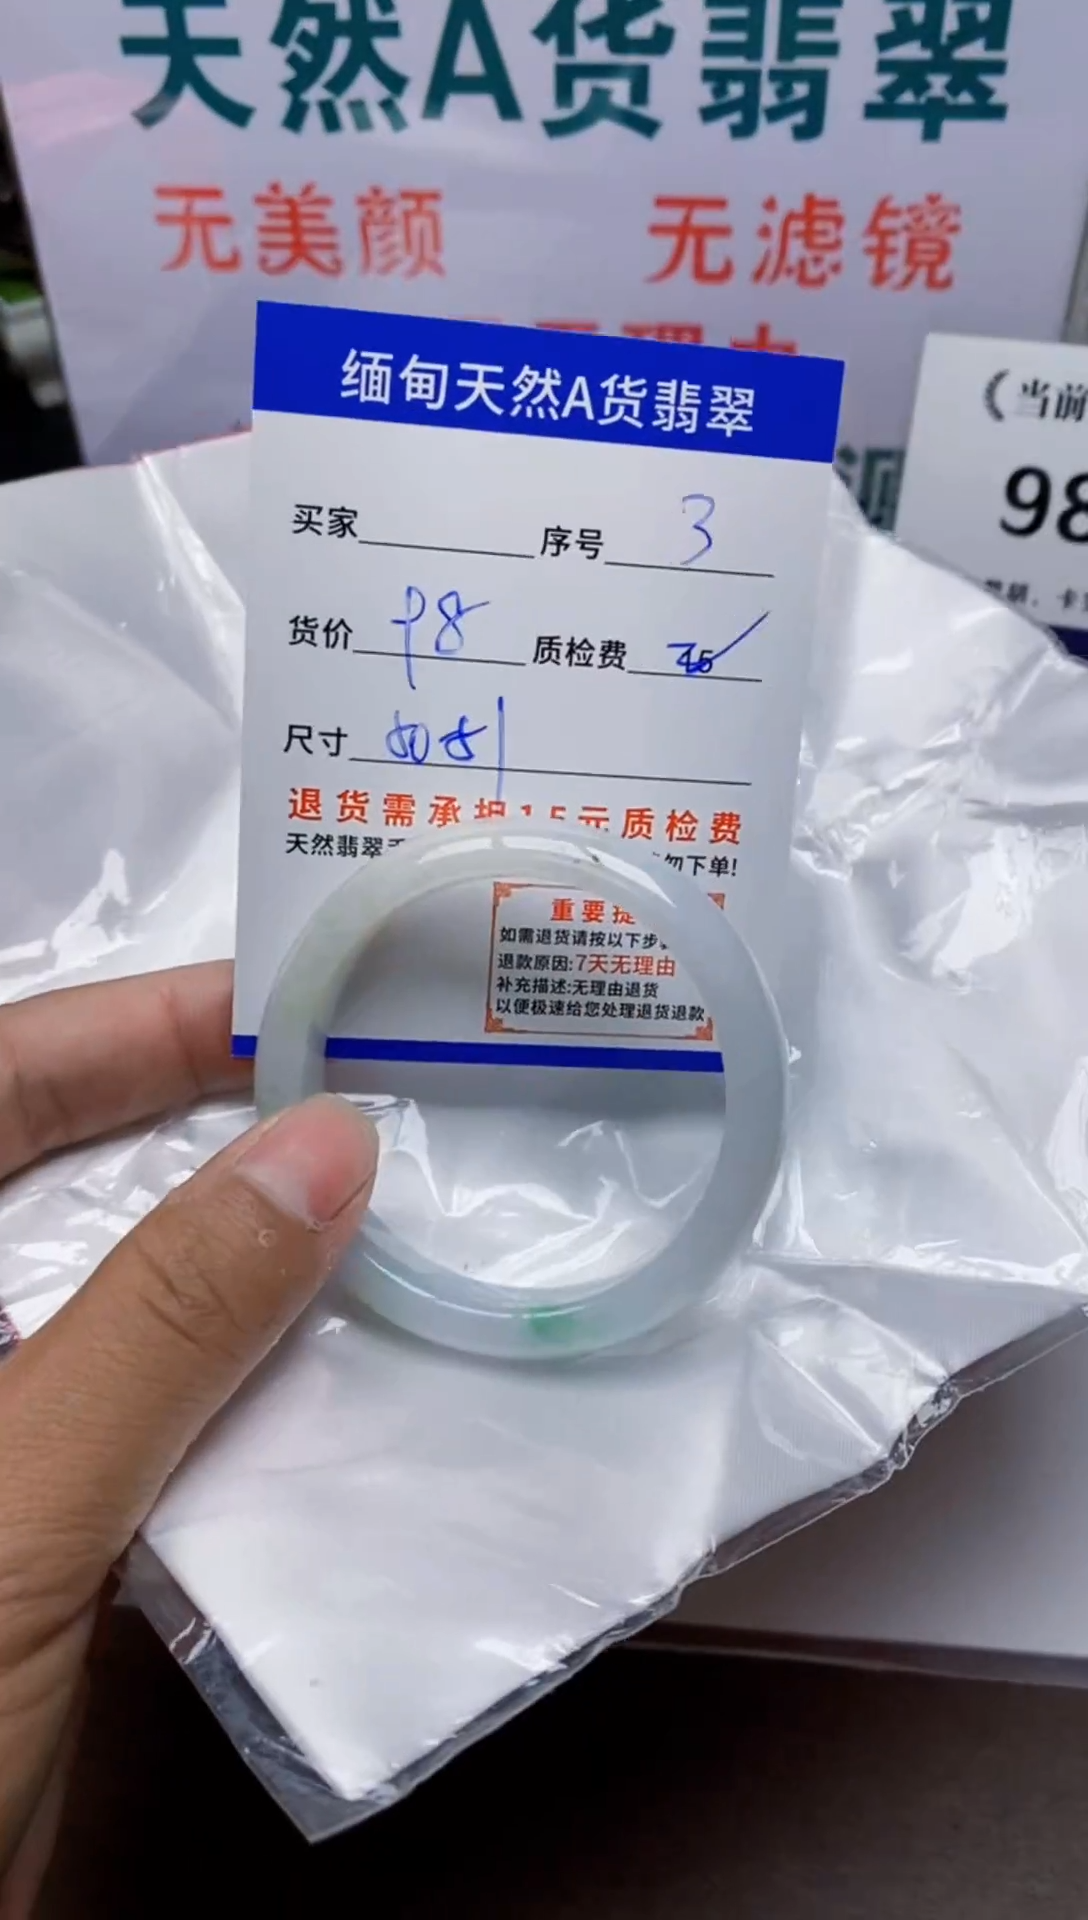 天然A货翡翠
无美颜 无滤镜
缅甸天然A货翡翠
当前
98
买家 序号 3
货价 98 质检费
尺寸
退货需承担15元质检费
天然翡翠 勿下单!
重要提
如需退货请按以下步
退款原因:7天无理由
补充描述:无理由退货
以便极速给您处理退货退款